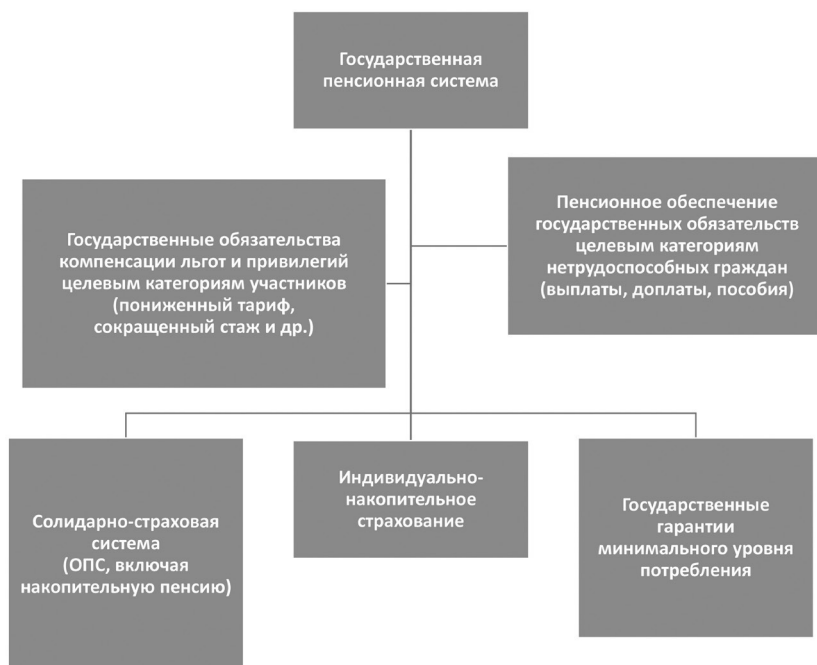 Государственная
пенсионная система
Государственные обязательства
компенсации льгот и привилегий
целевым категориям участников
(пониженный тариф,
сокращенный стаж и др.)
Пенсионное обеспечение
государственных обязательств
целевым категориям
нетрудоспособных граждан
(выплаты, доплаты, пособия)
Солидарно-страховая
система
(ОПС, включая
накопительную пенсию)
Индивидуально-
накопительное
страхование
Государственные
гарантии
минимального уровня
потребления